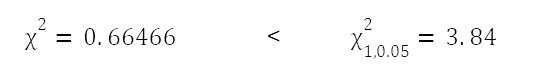 χ² = 0.66466 < χ²₁,₀.₀₅ = 3.84